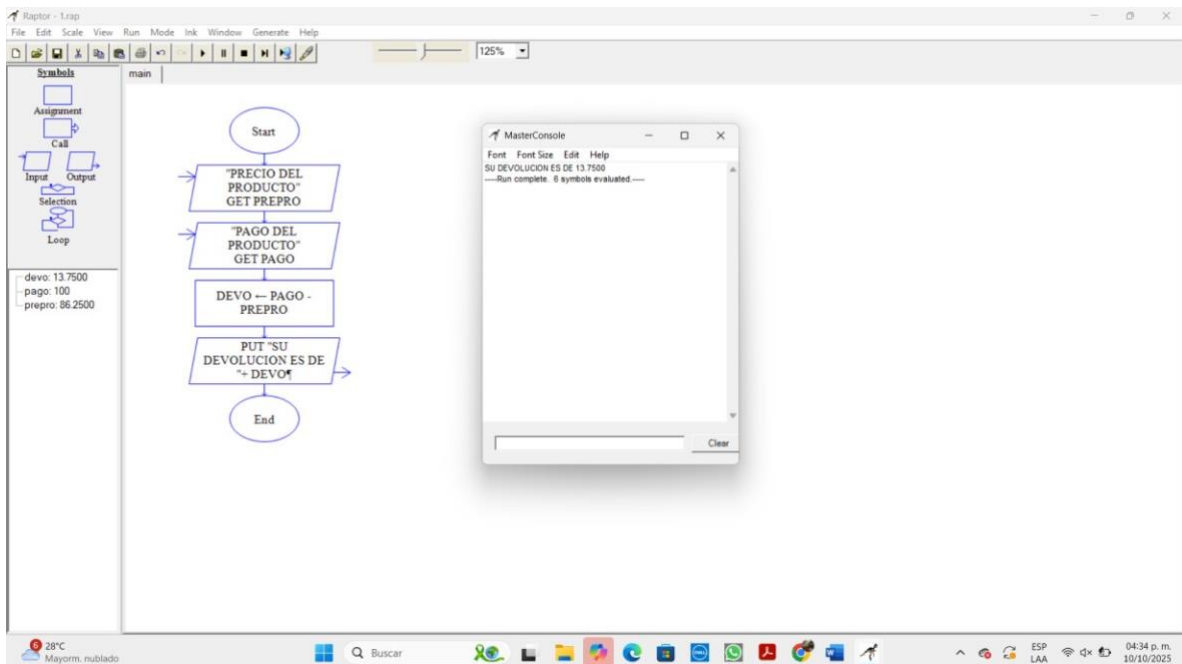 Raptor - 1.rap
File Edit Scale View Run Mode Ink Window Generate Help
125%
Symbols
main
Assignment
Call
Input Output
Selection
Loop
devo: 13.7500
pago: 100
prepro: 86.2500
Start
"PRECIO DEL
PRODUCTO"
GET PREPRO
"PAGO DEL
PRODUCTO"
GET PAGO
DEVO ← PAGO -
PREPRO
PUT "SU
DEVOLUCION ES DE
"+ DEVO¶
End
MasterConsole
Font Font Size Edit Help
SU DEVOLUCION ES DE 13.7500
----Run complete. 6 symbols evaluated.----
Clear
6
28°C
Mayorm. nublado
Buscar
ESP
LAA
04:34 p. m.
10/10/2025